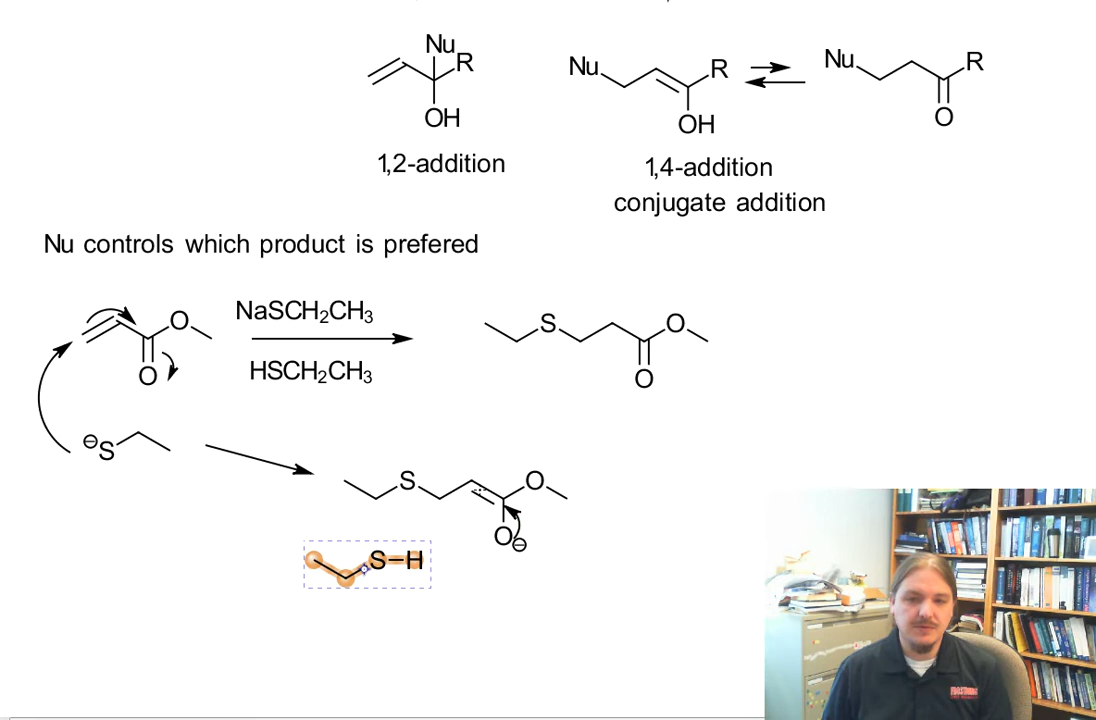 Nu
R
OH
Nu
R
OH
Nu
R
O
1,2-addition
1,4-addition
conjugate addition
Nu controls which product is prefered
O
O
NaSCH₂CH₃
HSCH₂CH₃
S
O
O
⊖S
S
O
O⊖
S–H